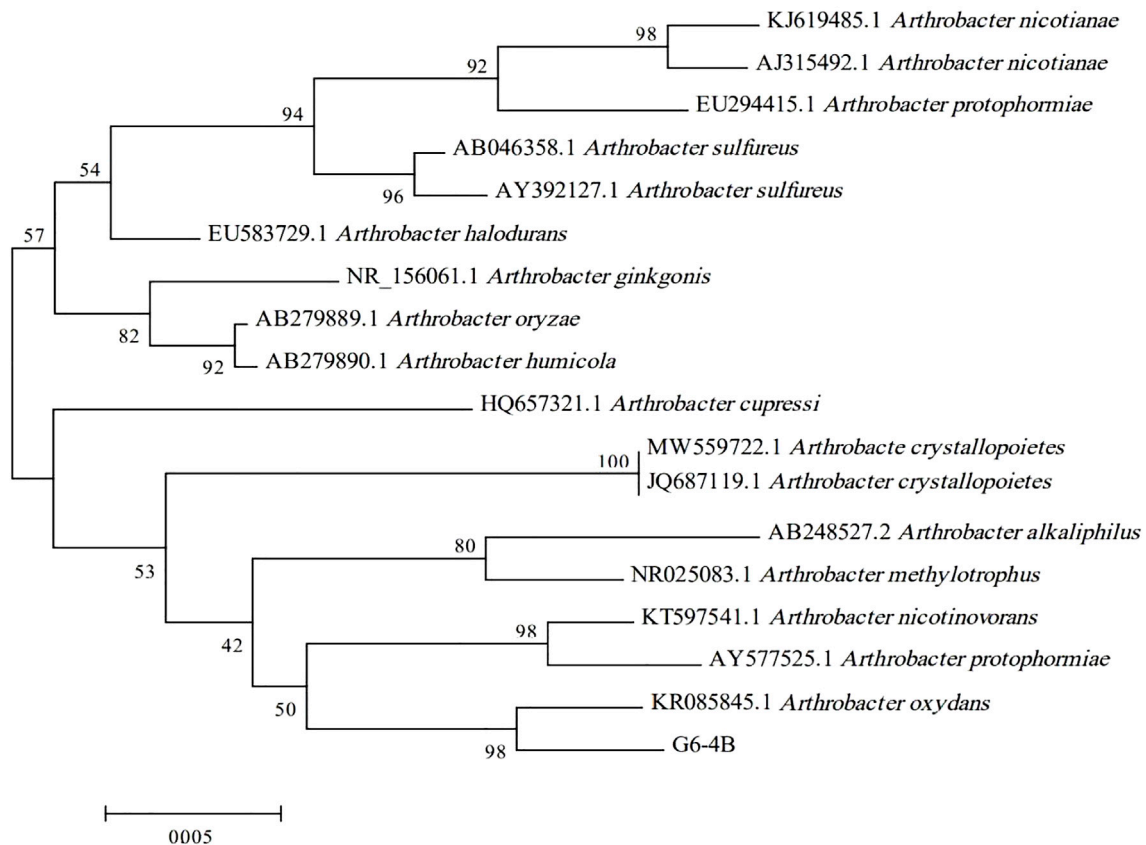 KJ619485.1 Arthrobacter nicotianae
98
AJ315492.1 Arthrobacter nicotianae
92
EU294415.1 Arthrobacter protophormiae
94
AB046358.1 Arthrobacter sulfureus
54
96
AY392127.1 Arthrobacter sulfureus
57
EU583729.1 Arthrobacter halodurans
NR_156061.1 Arthrobacter ginkgonis
AB279889.1 Arthrobacter oryzae
82
92
AB279890.1 Arthrobacter humicola
HQ657321.1 Arthrobacter cupressi
MW559722.1 Arthrobacte crystallopoietes
100
JQ687119.1 Arthrobacter crystallopoietes
AB248527.2 Arthrobacter alkaliphilus
80
53
NR025083.1 Arthrobacter methylotrophus
KT597541.1 Arthrobacter nicotinovorans
98
42
AY577525.1 Arthrobacter protophormiae
KR085845.1 Arthrobacter oxydans
50
98
G6-4B
0005